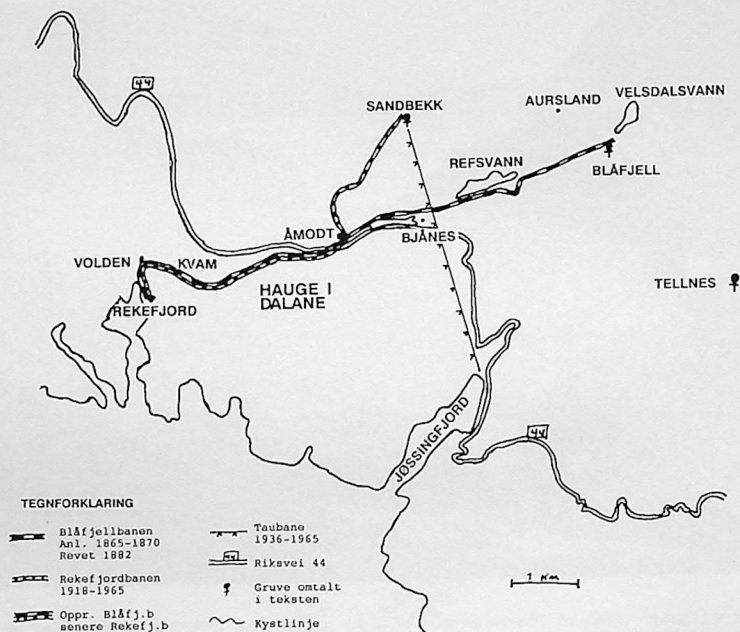 44
SANDBEKK
AURSLAND
VELSDALSVANN
REFSVANN
BLÅFJELL
ÅMODT
BJÅNES
VOLDEN
KVAM
TELLNES
HAUGE I
DALANE
REKEFJORD
JØSSINGFJORD
44
TEGNFORKLARING
Blåfjellbanen
Anl. 1865-1870
Revet 1882
Rekefjordbanen
1918-1965
Oppr. Blåfj.b
senere Rekefj.b
Taubane
1936-1965
44
Riksvei 44
Gruve omtalt
i teksten
Kystlinje
1 KM